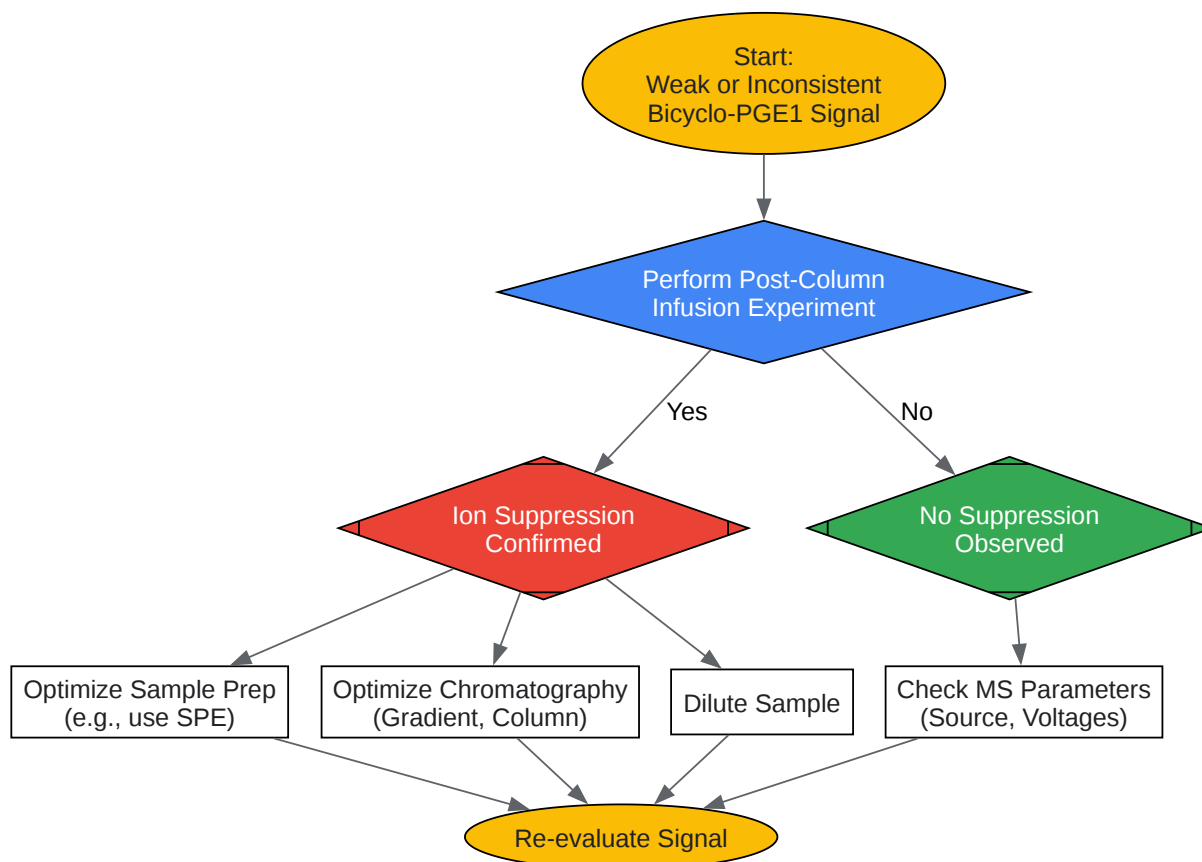 Start:
Weak or Inconsistent
Bicyclo-PGE1 Signal
Perform Post-Column
Infusion Experiment
Yes
No
Ion Suppression
Confirmed
No Suppression
Observed
Optimize Sample Prep
(e.g., use SPE)
Optimize Chromatography
(Gradient, Column)
Dilute Sample
Check MS Parameters
(Source, Voltages)
Re-evaluate Signal